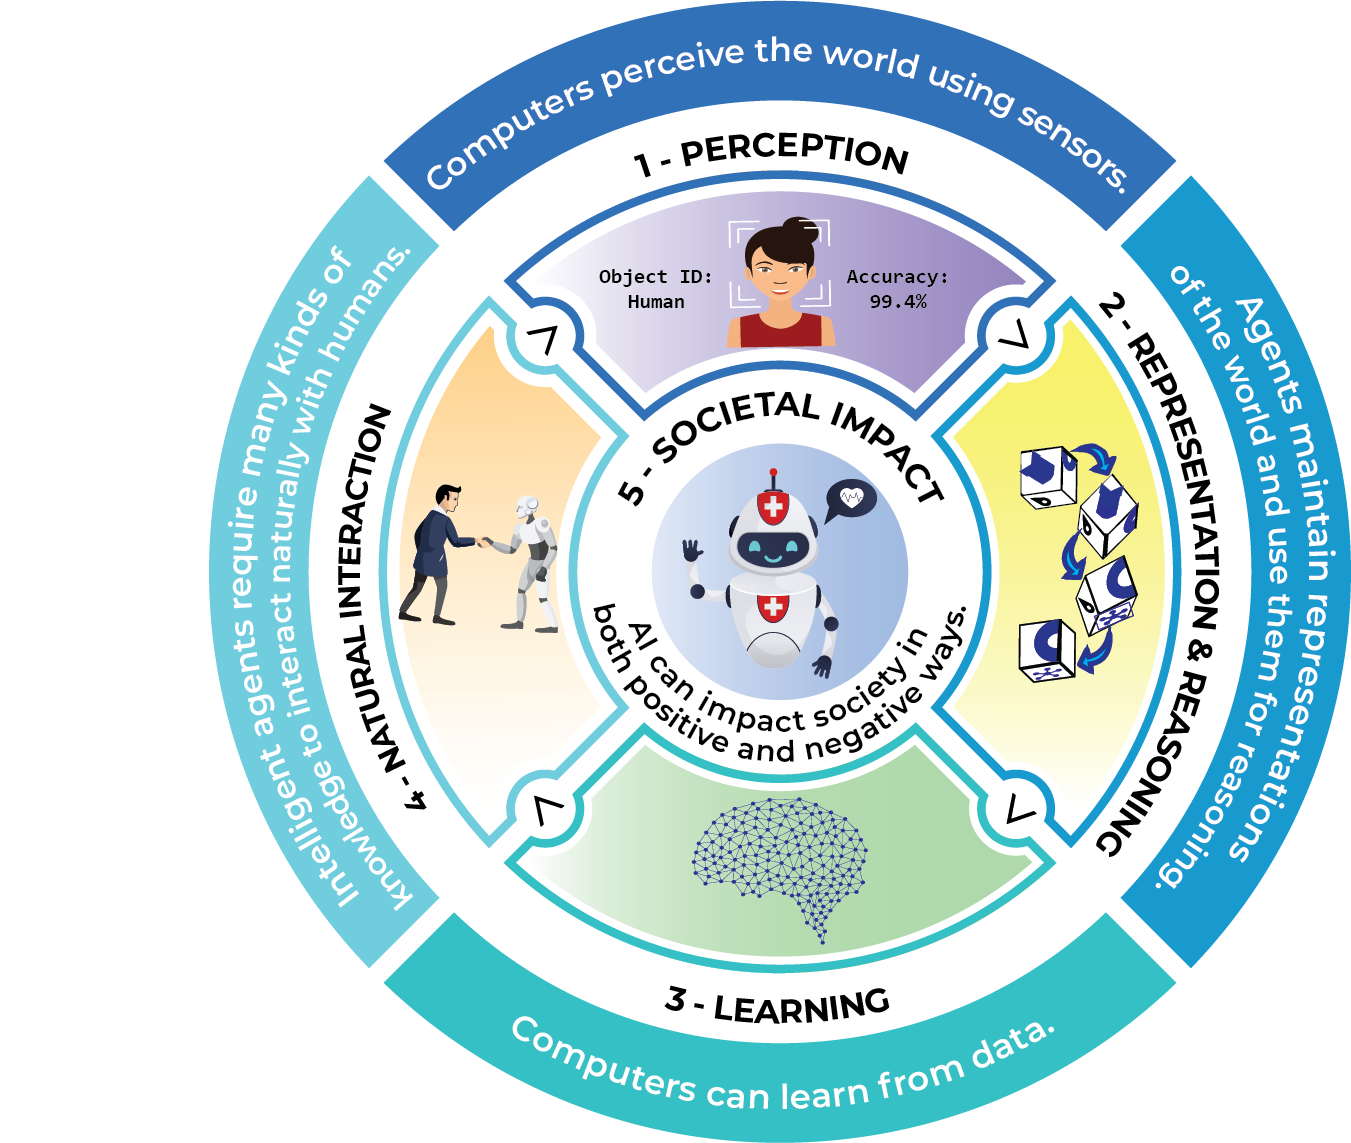 Computers perceive the world using sensors.
1 - PERCEPTION
Object ID:
Human
Accuracy:
99.4%
2 - REPRESENTATION & REASONING
Agents maintain representations
of the world and use them for reasoning.
3 - LEARNING
Computers can learn from data.
4 - NATURAL INTERACTION
Intelligent agents require many kinds of
knowledge to interact naturally with humans.
5 - SOCIETAL IMPACT
AI can impact society in
both positive and negative ways.